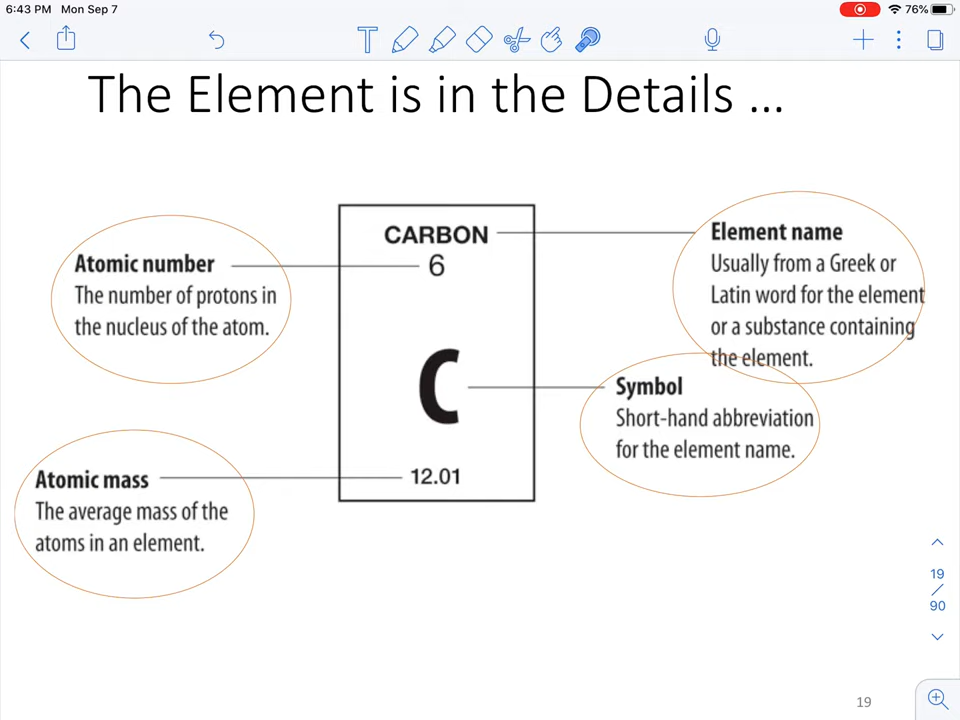 6:43 PM Mon Sep 7
76%
The Element is in the Details ...
CARBON
6
C
12.01
Atomic number
The number of protons in
the nucleus of the atom.
Element name
Usually from a Greek or
Latin word for the element
or a substance containing
the element.
Symbol
Short-hand abbreviation
for the element name.
Atomic mass
The average mass of the
atoms in an element.
19
/
90
19